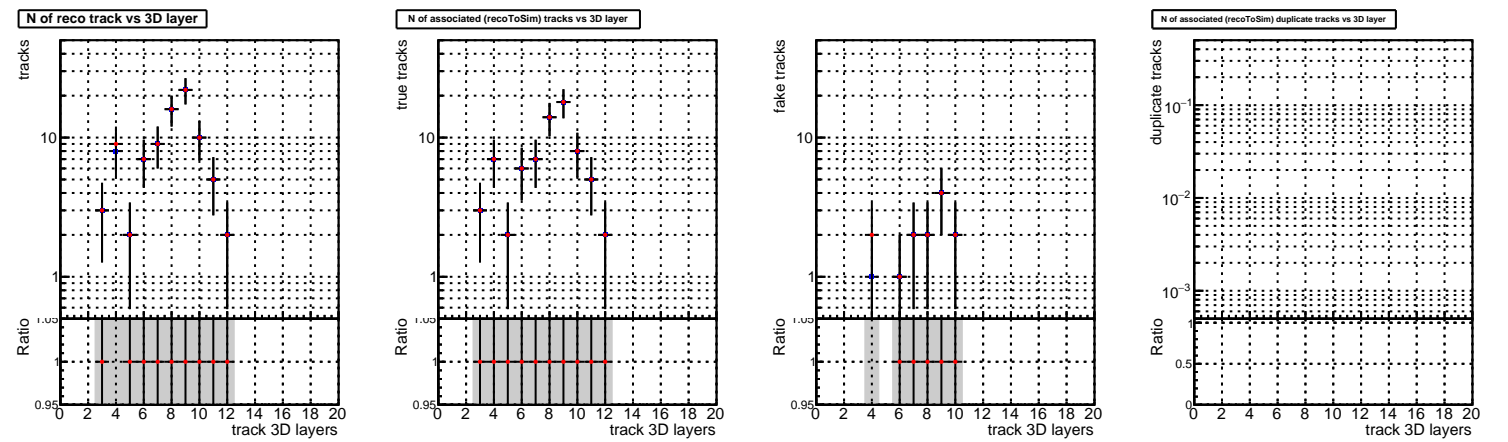 N of reco track vs 3D layer
tracks
10
1
Ratio
1.05
1
0.95
0 2 4 6 8 10 12 14 16 18 20
track 3D layers
N of associated (recoToSim) tracks vs 3D layer
true tracks
10
1
Ratio
1.05
1
0.95
0 2 4 6 8 10 12 14 16 18 20
track 3D layers
fake tracks
10
1
Ratio
1.05
1
0.95
0 2 4 6 8 10 12 14 16 18 20
track 3D layers
N of associated (recoToSim) duplicate tracks vs 3D layer
duplicate tracks
10⁻¹
10⁻²
10⁻³
Ratio
1
0.5
0
0 2 4 6 8 10 12 14 16 18 20
track 3D layers